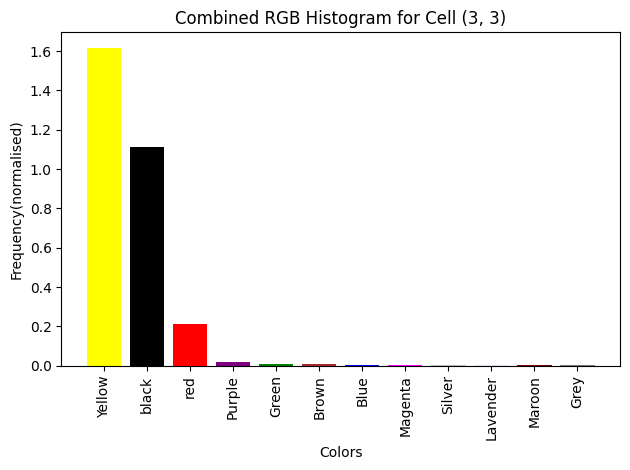 Combined RGB Histogram for Cell (3, 3)
Frequency(normalised)
1.6
1.4
1.2
1.0
0.8
0.6
0.4
0.2
0.0
Yellow
black
red
Purple
Green
Brown
Blue
Magenta
Silver
Lavender
Maroon
Grey
Colors